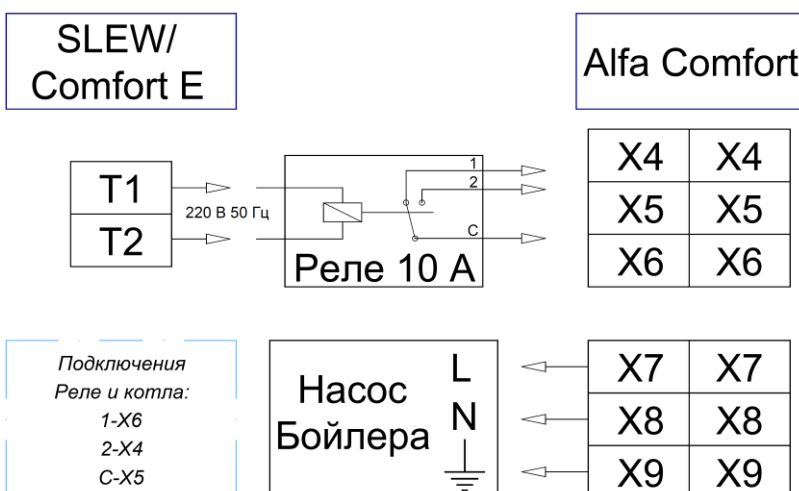 SLEW/
Comfort E
Alfa Comfort
T1
T2
220 В 50 Гц
1
2
C
Реле 10 А
X4 X4
X5 X5
X6 X6
Подключения
Реле и котла:
1-X6
2-X4
C-X5
Насос
Бойлера
L
N
X7 X7
X8 X8
X9 X9